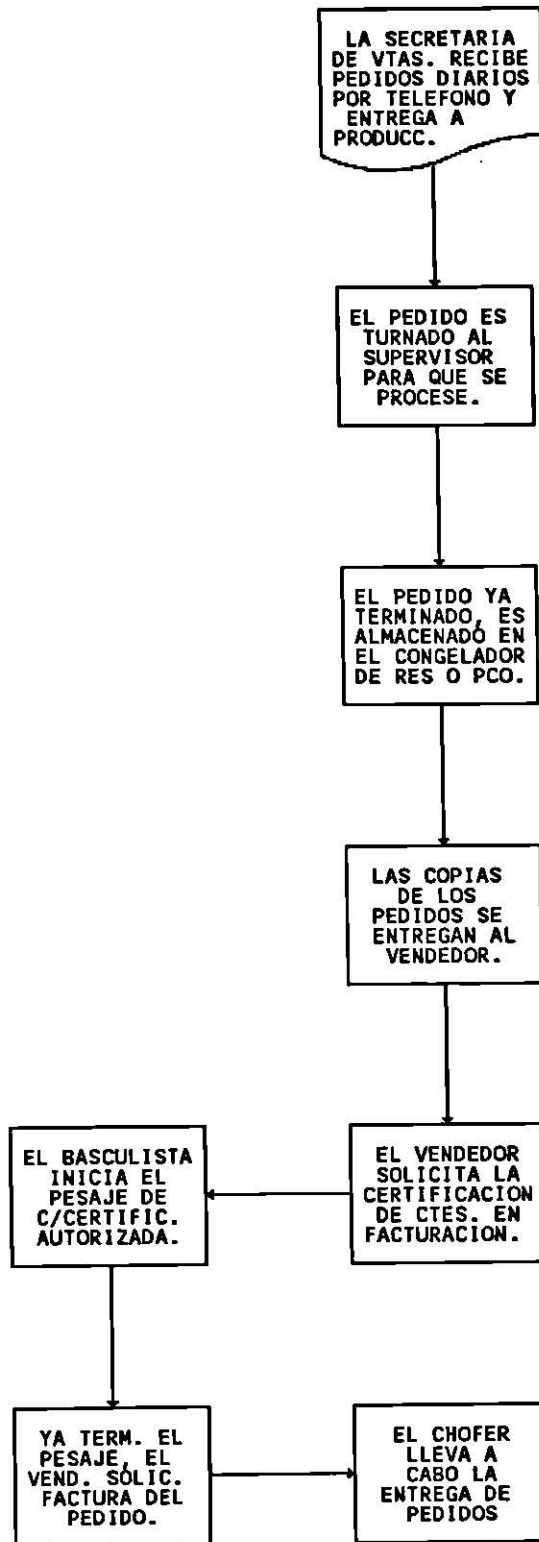 LA SECRETARIA
DE VTAS. RECIBE
PEDIDOS DIARIOS
POR TELEFONO Y
ENTREGA A
PRODUCC.
EL PEDIDO ES
TURNADO AL
SUPERVISOR
PARA QUE SE
PROCESE.
EL PEDIDO YA
TERMINADO, ES
ALMACENADO EN
EL CONGELADOR
DE RES O PCO.
LAS COPIAS
DE LOS
PEDIDOS SE
ENTREGAN AL
VENDEDOR.
EL VENDEDOR
SOLICITA LA
CERTIFICACION
DE CTES. EN
FACTURACION.
EL BASCULISTA
INICIA EL
PESAJE DE
C/CERTIFIC.
AUTORIZADA.
YA TERM. EL
PESAJE, EL
VEND. SOLIC.
FACTURA DEL
PEDIDO.
EL CHOFER
LLEVA A
CABO LA
ENTREGA DE
PEDIDOS